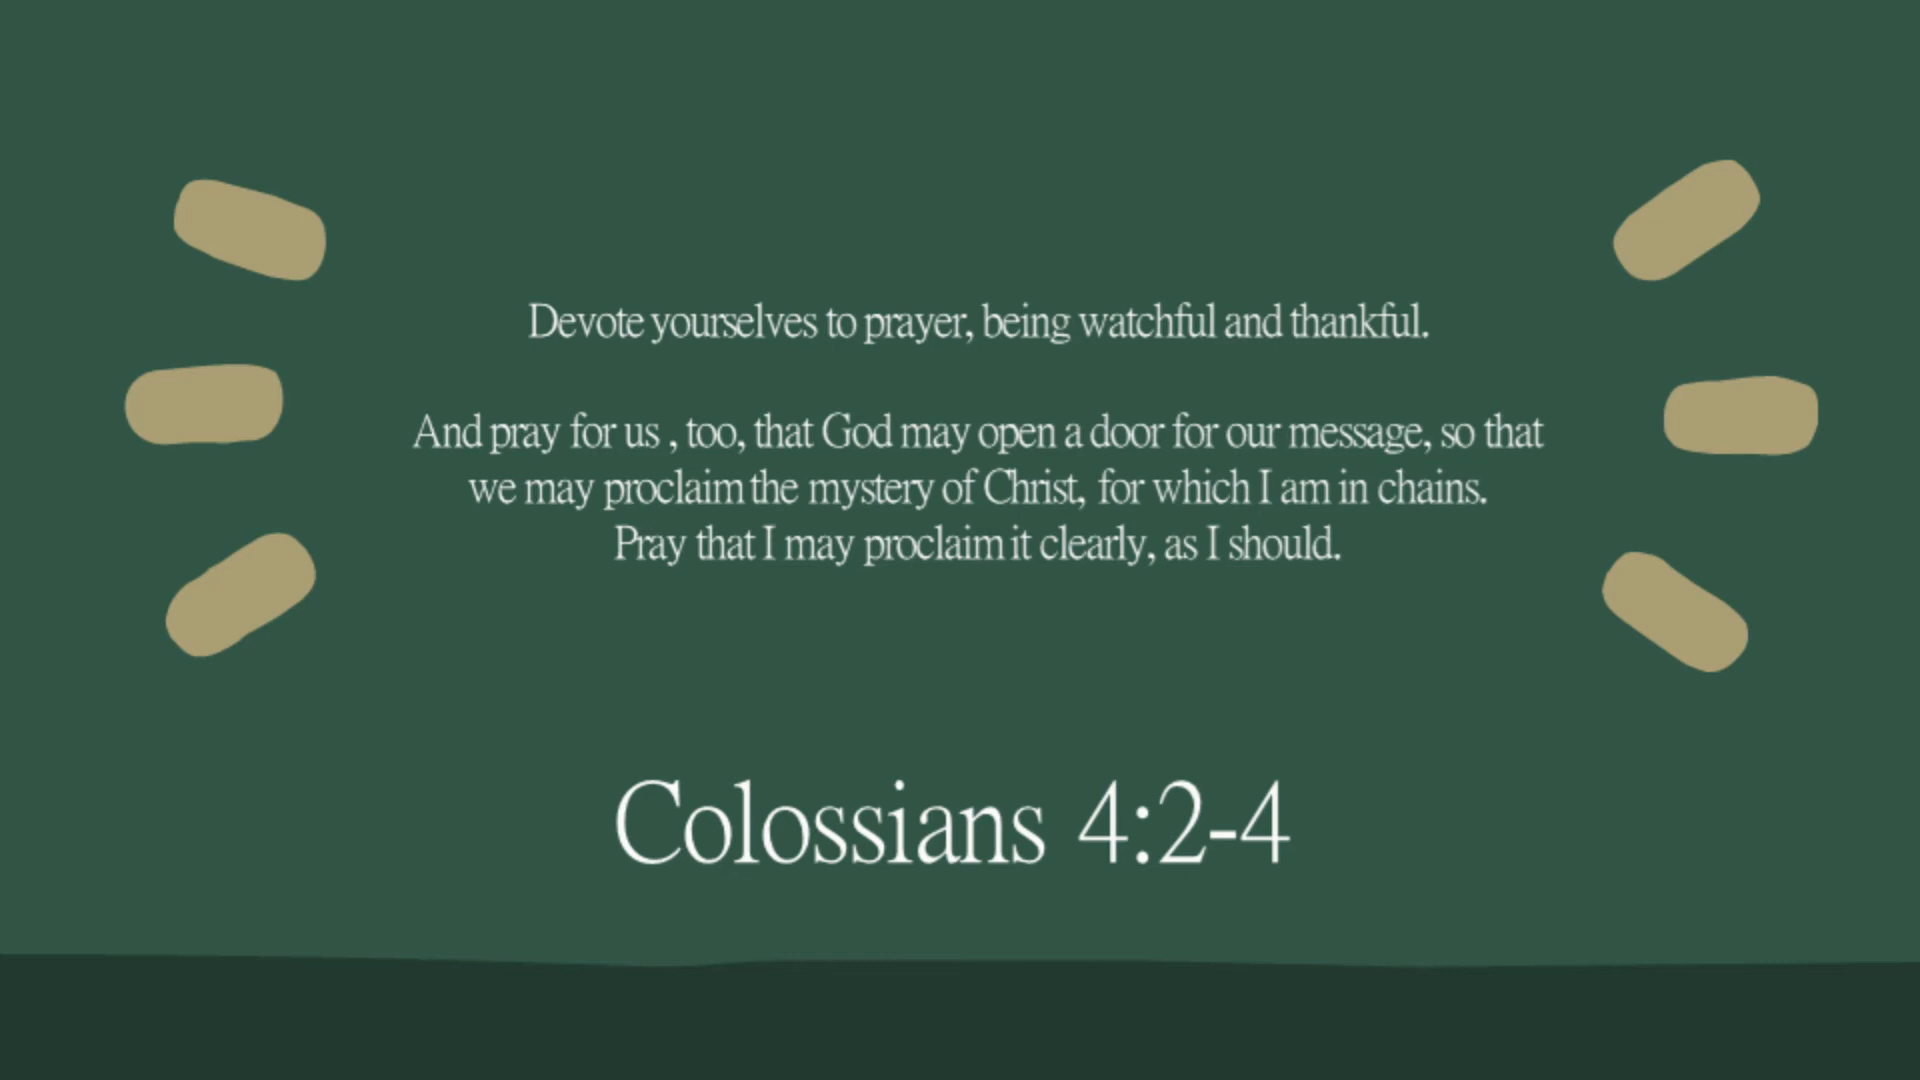 Devote yourselves to prayer, being watchful and thankful.
And pray for us , too, that God may open a door for our message, so that
we may proclaim the mystery of Christ, for which I am in chains.
Pray that I may proclaim it clearly, as I should.
Colossians 4:2-4